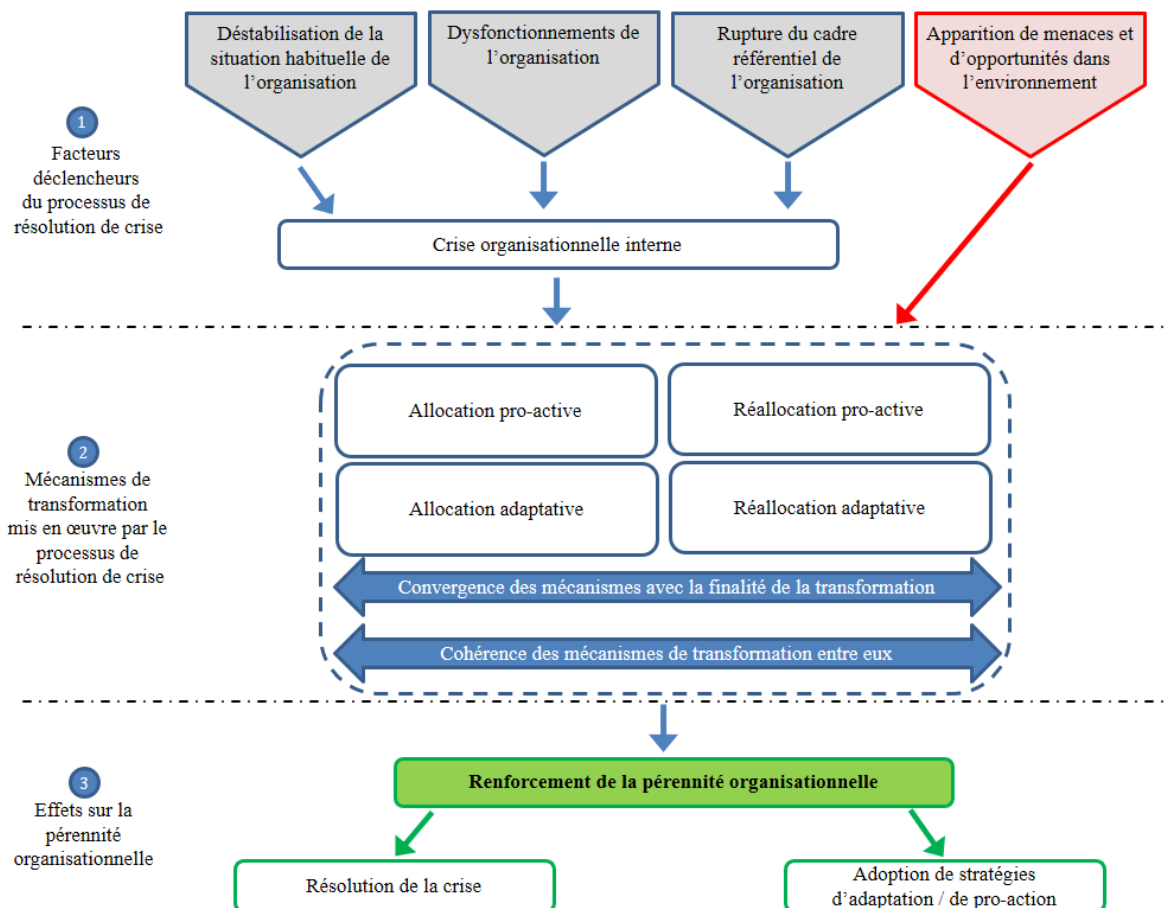 Déstabilisation de la
situation habituelle de
l'organisation
Dysfonctionnements de
l'organisation
Rupture du cadre
référentiel de
l'organisation
Apparition de menaces et
d'opportunités dans
l'environnement
1
Facteurs
déclencheurs
du processus de
résolution de crise
Crise organisationnelle interne
2
Mécanismes de
transformation
mis en œuvre par le
processus de
résolution de crise
Allocation pro-active
Réallocation pro-active
Allocation adaptative
Réallocation adaptative
Convergence des mécanismes avec la finalité de la transformation
Cohérence des mécanismes de transformation entre eux
3
Effets sur la
pérennité
organisationnelle
Renforcement de la pérennité organisationnelle
Résolution de la crise
Adoption de stratégies
d'adaptation / de pro-action